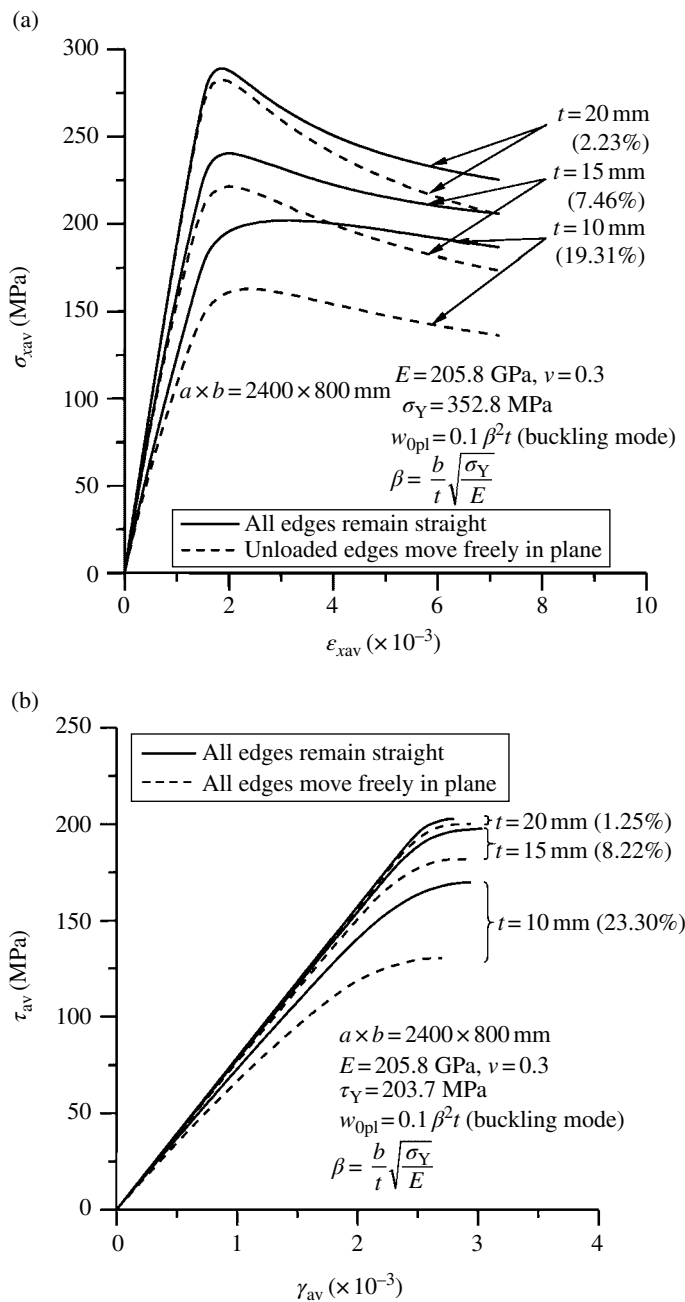 (a)
300
250
200
150
100
50
0
σxav (MPa)
t = 20 mm
(2.23%)
t = 15 mm
(7.46%)
t = 10 mm
(19.31%)
a × b = 2400 × 800 mm
E = 205.8 GPa, v = 0.3
σY = 352.8 MPa
w0pl = 0.1 β²t (buckling mode)
β = b/t √σY/E
All edges remain straight
Unloaded edges move freely in plane
0 2 4 6 8 10
εxav (× 10⁻³)
(b)
250
200
150
100
50
0
τav (MPa)
All edges remain straight
All edges move freely in plane
t = 20 mm (1.25%)
t = 15 mm (8.22%)
t = 10 mm (23.30%)
a × b = 2400 × 800 mm
E = 205.8 GPa, v = 0.3
τY = 203.7 MPa
w0pl = 0.1 β²t (buckling mode)
β = b/t √σY/E
0 1 2 3 4
γav (× 10⁻³)